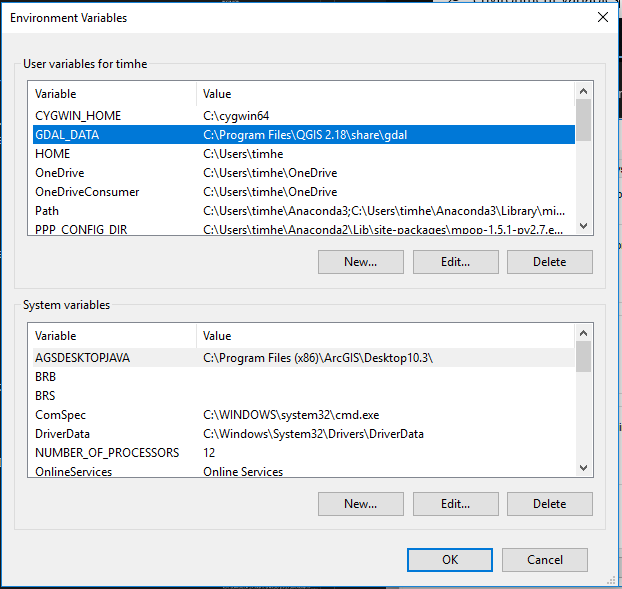 Environment Variables
User variables for timhe
Variable Value
CYGWIN_HOME C:\cygwin64
GDAL_DATA C:\Program Files\QGIS 2.18\share\gdal
HOME C:\Users\timhe
OneDrive C:\Users\timhe\OneDrive
OneDriveConsumer C:\Users\timhe\OneDrive
Path C:\Users\timhe\Anaconda3;C:\Users\timhe\Anaconda3\Library\mi...
PPP_CONFIG_DIR C:\Users\timhe\Anaconda2\Lib\site-packages\mpop-1.5.1-py2.7.e...
New... Edit... Delete
System variables
Variable Value
AGSDESKTOPJAVA C:\Program Files (x86)\ArcGIS\Desktop10.3\
BRB
BRS
ComSpec C:\WINDOWS\system32\cmd.exe
DriverData C:\Windows\System32\Drivers\DriverData
NUMBER_OF_PROCESSORS 12
OnlineServices Online Services
New... Edit... Delete
OK Cancel